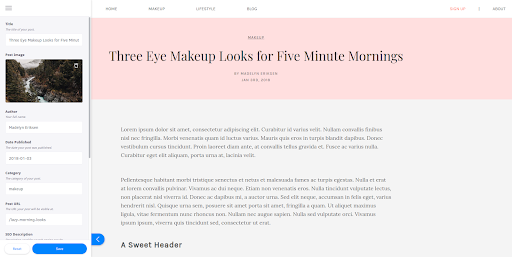 Title
The title of your post
Three Eye Makeup Looks for Five Minut
Post Image
Author
Your full name
Madelyn Eriksen
Date Published
The date your post was published
2018-01-03
Category
The category of your post
Makeup
Post URL
The URL your post will be visible at
/5ay-morning-looks
SEO Description
Reset
Save
HOME
MAKEUP
LIFESTYLE
BLOG
SIGN UP
ABOUT
MAKEUP
Three Eye Makeup Looks for Five Minute Mornings
BY MADELYN ERIKSEN
JAN 3RD, 2018
Lorem ipsum dolor sit amet, consectetur adipiscing elit. Curabitur id varius velit. Nullam convallis finibus
nisl nec fringilla. Morbi venenatis quam id luctus varius. Mauris quis eros in turpis blandit dapibus. Donec
vestibulum cursus tincidunt. Proin laoreet diam ante, at convallis tellus gravida et. Fusce ac varius nulla.
Curabitur eget elit aliquam, porta urna at, lacinia velit.
Pellentesque habitant morbi tristique senectus et netus et malesuada fames ac turpis egestas. Nulla et erat
at lorem convallis pulvinar. Vivamus ac dui neque. Etiam non venenatis eros. Nulla tincidunt vulputate lectus,
non placerat nisl viverra id. Donec ac dapibus mi, a auctor urna. Sed elit neque, accumsan in felis eget, varius
hendrerit nisl. Quisque urna sem, posuere sit amet porta sit amet, fringilla a quam. Ut aliquet maximus
ligula, vitae fermentum nunc rhoncus non. Nullam nec augue sapien. Nulla sed vulputate orci. Vivamus
ipsum ipsum, viverra quis tincidunt sed, consectetur ut erat.
A Sweet Header